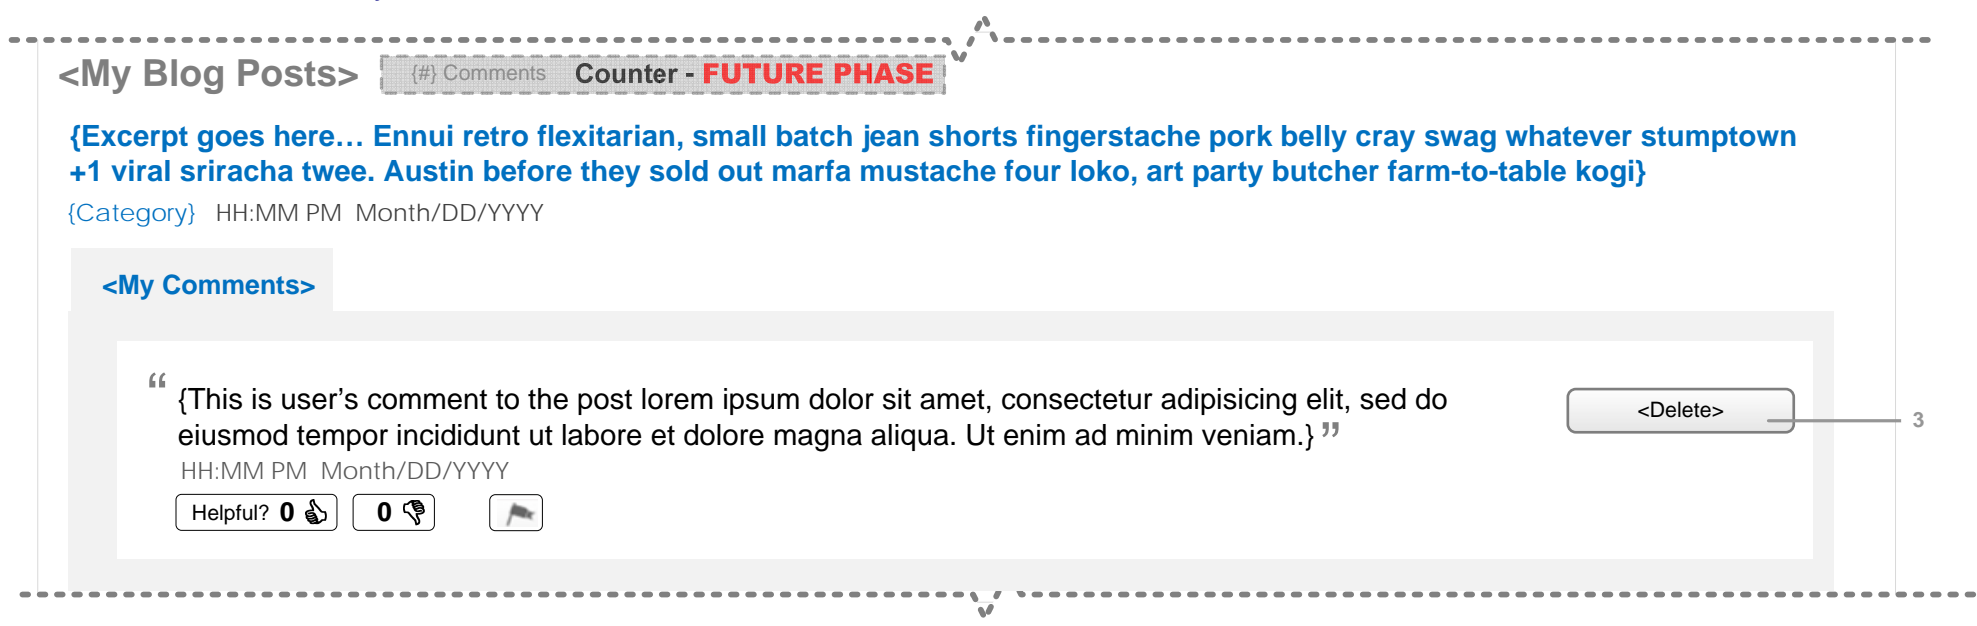 <My Blog Posts> {#} Comments Counter - FUTURE PHASE
{Excerpt goes here… Ennui retro flexitarian, small batch jean shorts fingerstache pork belly cray swag whatever stumptown
+1 viral sriracha twee. Austin before they sold out marfa mustache four loko, art party butcher farm-to-table kogi}
{Category} HH:MM PM Month/DD/YYYY
<My Comments>
“ {This is user’s comment to the post lorem ipsum dolor sit amet, consectetur adipisicing elit, sed do
eiusmod tempor incididunt ut labore et dolore magna aliqua. Ut enim ad minim veniam.} ”
<Delete>
3
HH:MM PM Month/DD/YYYY
Helpful? 0 0